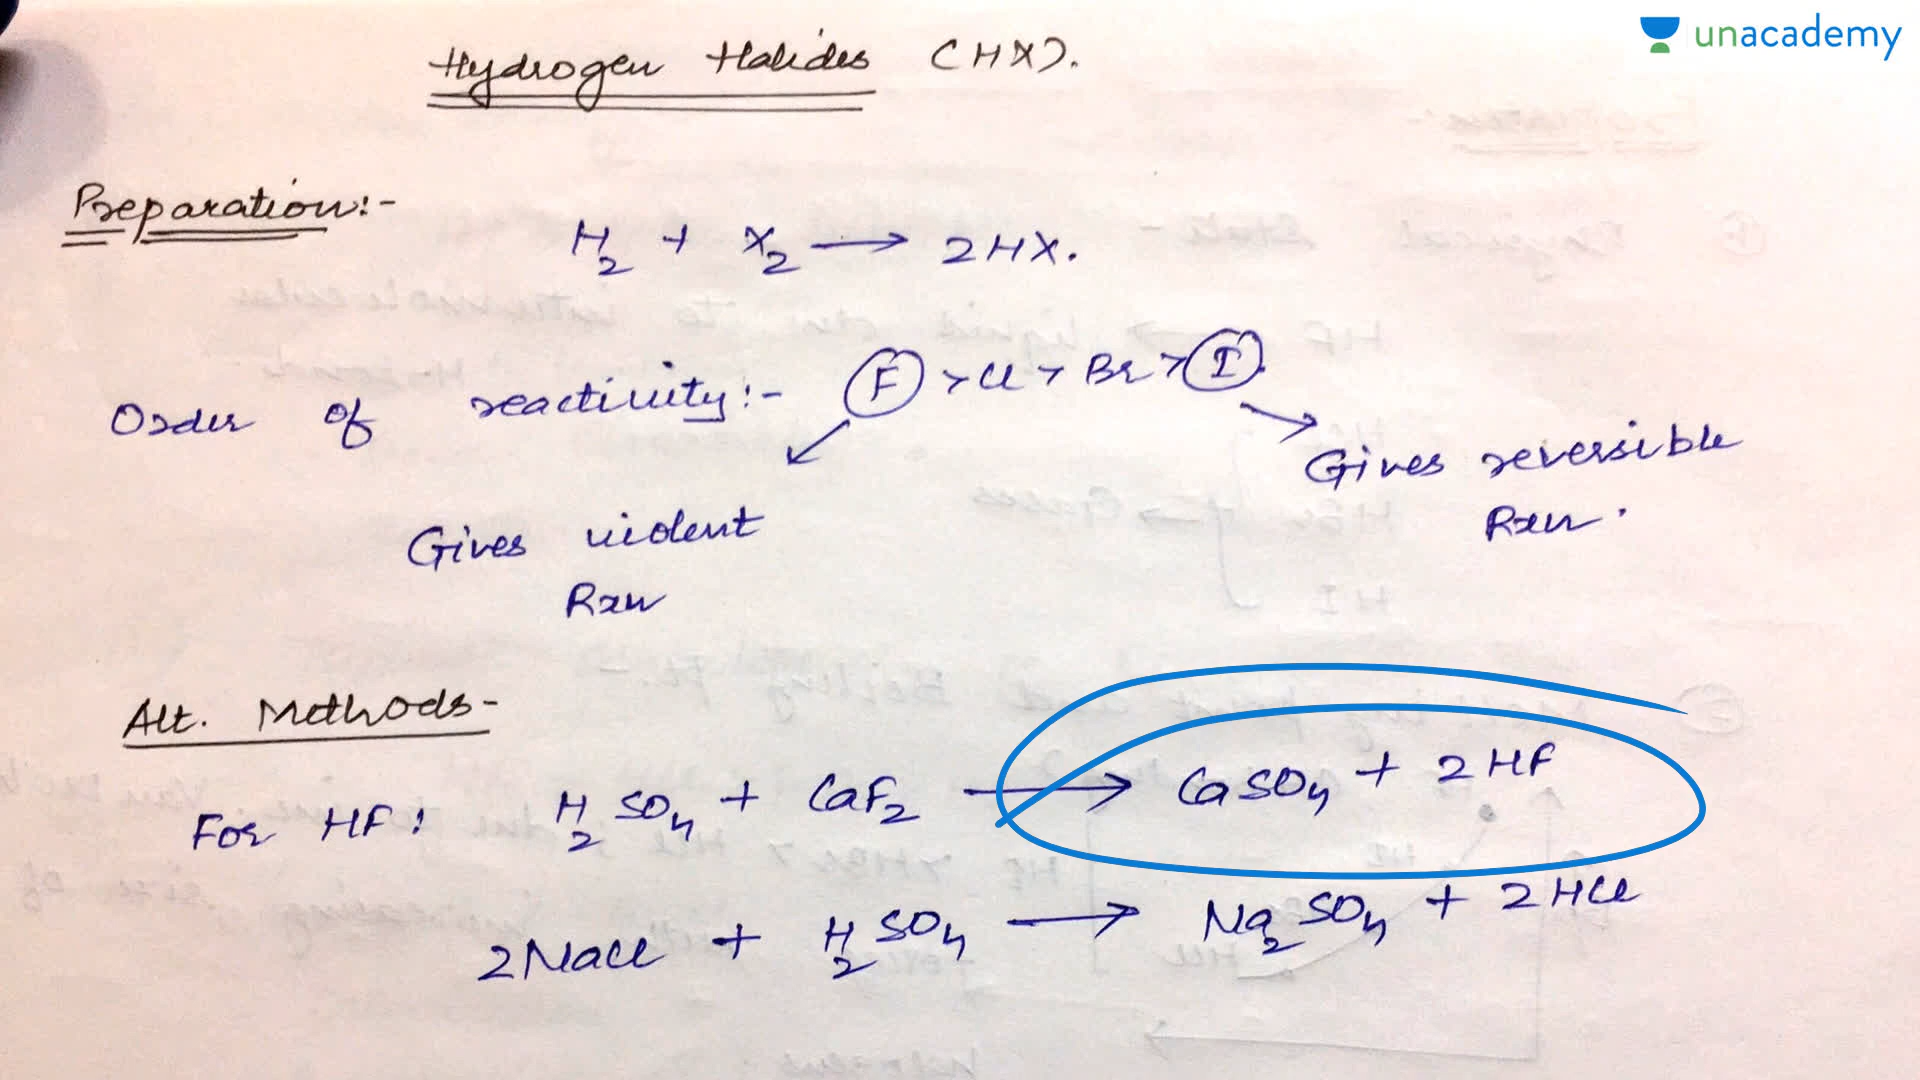 unacademy
Hydrogen Halides (HX).
Preparation:-
H2 + X2 → 2HX.
Order of reactivity:- F > Cl > Br > I.
Gives violent
Rxn
Gives reversible
Rxn.
Alt. Methods-
For HF: H2SO4 + CaF2 → CaSO4 + 2HF
2NaCl + H2SO4 → Na2SO4 + 2HCl